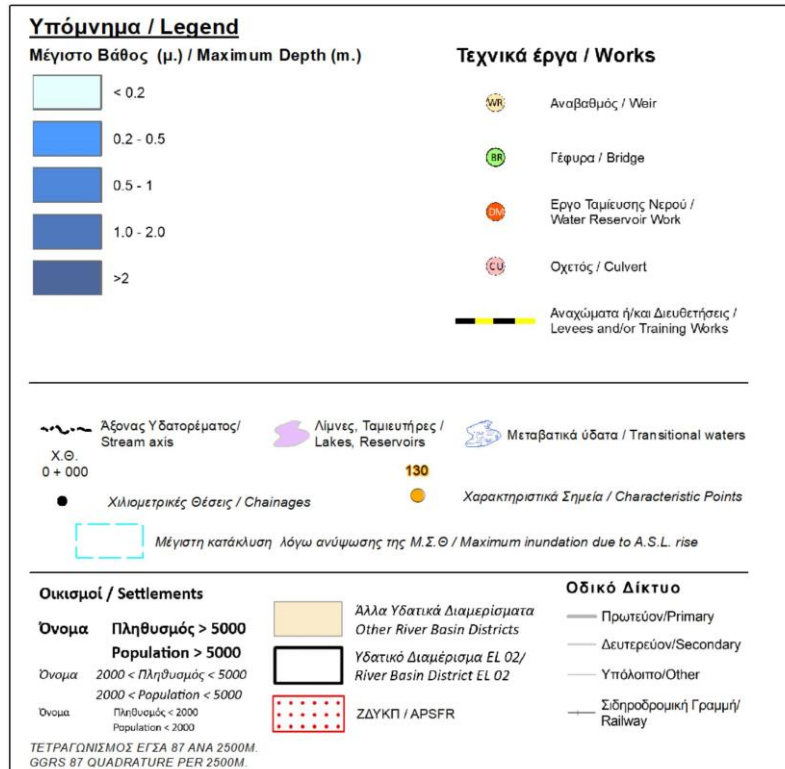 Υπόμνημα / Legend
Μέγιστο Βάθος (μ.) / Maximum Depth (m.)
< 0.2
0.2 - 0.5
0.5 - 1
1.0 - 2.0
>2
Τεχνικά έργα / Works
WR
Αναβαθμός / Weir
BR
Γέφυρα / Bridge
DM
Εργο Ταμίευσης Νερού /
Water Reservoir Work
CU
Οχετός / Culvert
Αναχώματα ή/και Διευθετήσεις /
Levees and/or Training Works
Άξονας Υδατορέματος/
Stream axis
Λίμνες, Ταμιευτήρες /
Lakes, Reservoirs
Μεταβατικά ύδατα / Transitional waters
Χ.Θ.
0 + 000
Χιλιομετρικές Θέσεις / Chainages
130
Χαρακτηριστικά Σημεία / Characteristic Points
Μέγιστη κατάκλυση λόγω ανύψωσης της Μ.Σ.Θ / Maximum inundation due to A.S.L. rise
Οικισμοί / Settlements
Όνομα Πληθυσμός > 5000
Population > 5000
Όνομα 2000 < Πληθυσμός < 5000
2000 < Population < 5000
Όνομα Πληθυσμός < 2000
Population < 2000
Άλλα Υδατικά Διαμερίσματα
Other River Basin Districts
Υδατικό Διαμέρισμα EL 02/
River Basin District EL 02
ΖΔΥΚΠ / APSFR
Οδικό Δίκτυο
Πρωτεύον/Primary
Δευτερεύον/Secondary
Υπόλοιπο/Other
Σιδηροδρομική Γραμμή/
Railway
ΤΕΤΡΑΓΩΝΙΣΜΟΣ ΕΓΣΑ 87 ΑΝΑ 2500Μ.
GGRS 87 QUADRATURE PER 2500M.